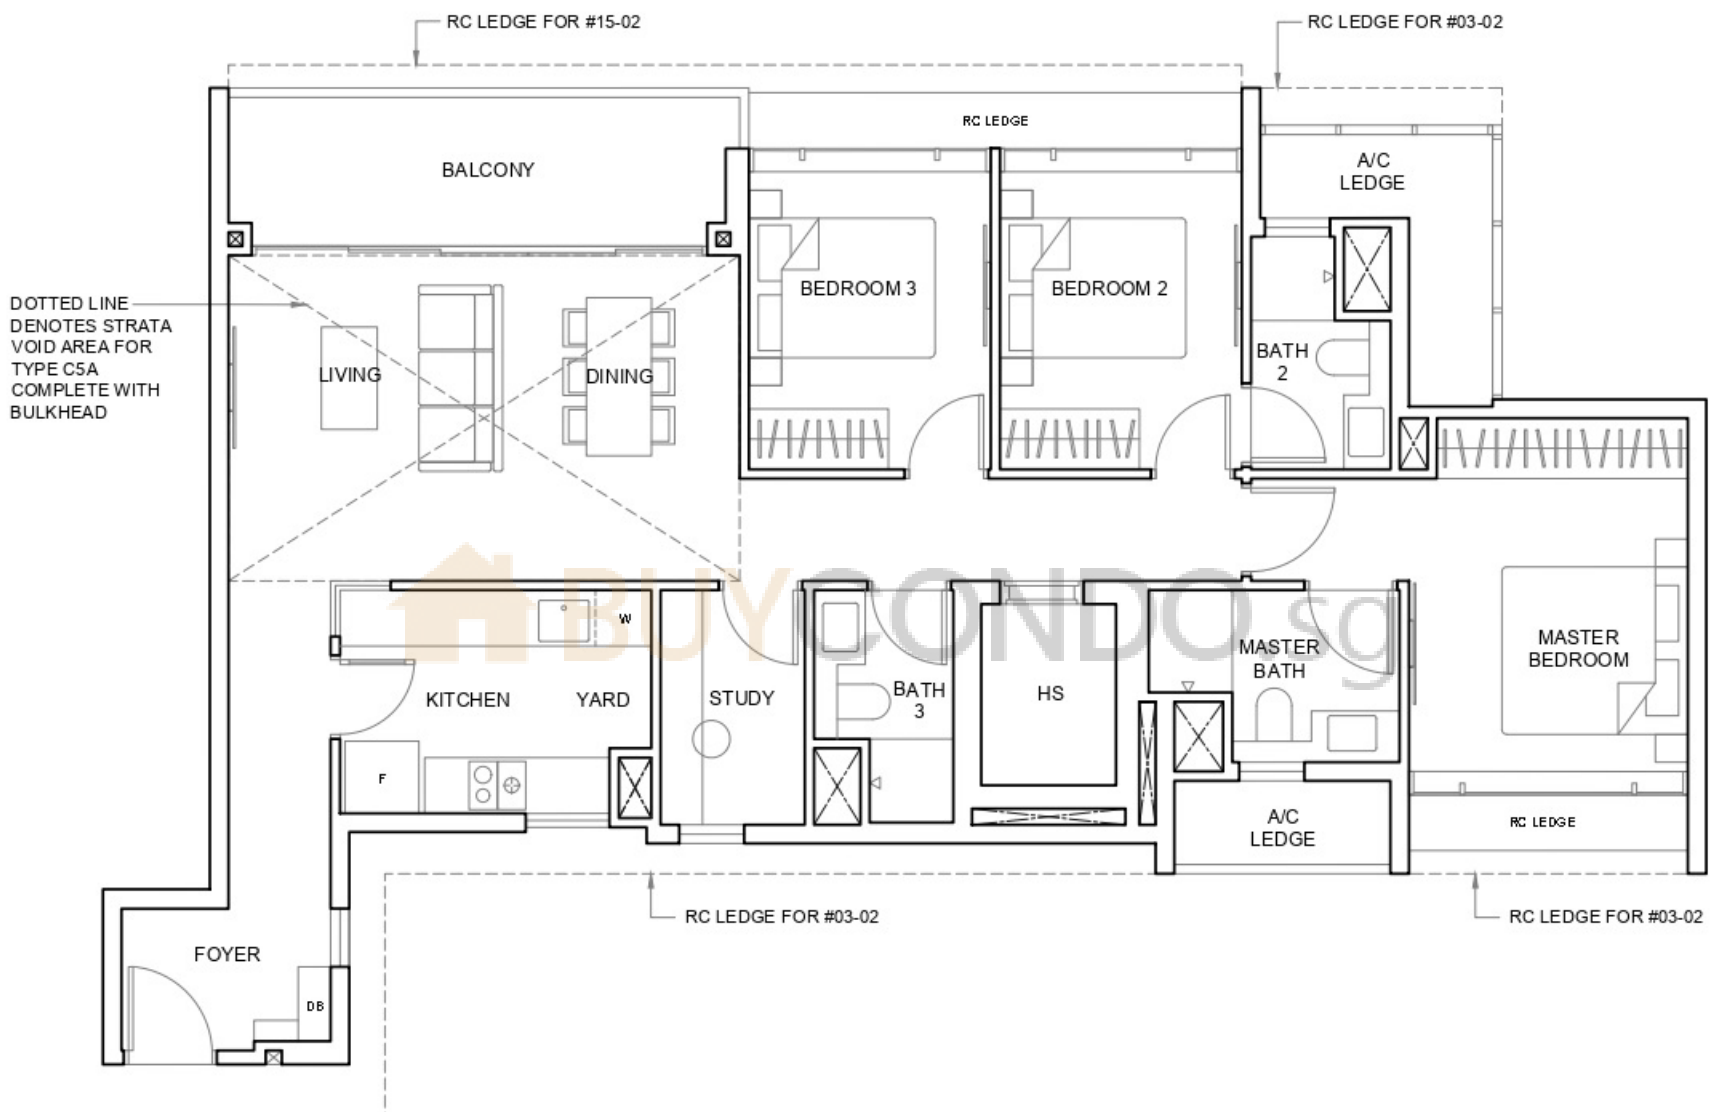 RC LEDGE FOR #15-02
RC LEDGE FOR #03-02
RC LEDGE
BALCONY
A/C
LEDGE
BEDROOM 3
BEDROOM 2
DOTTED LINE
DENOTES STRATA
VOID AREA FOR
TYPE C5A
COMPLETE WITH
BULKHEAD
LIVING
DINING
BATH
2
BUYCONDO.sg
W
KITCHEN
YARD
STUDY
BATH
3
HS
MASTER
BATH
MASTER
BEDROOM
F
A/C
LEDGE
RC LEDGE
RC LEDGE FOR #03-02
RC LEDGE FOR #03-02
FOYER
DB